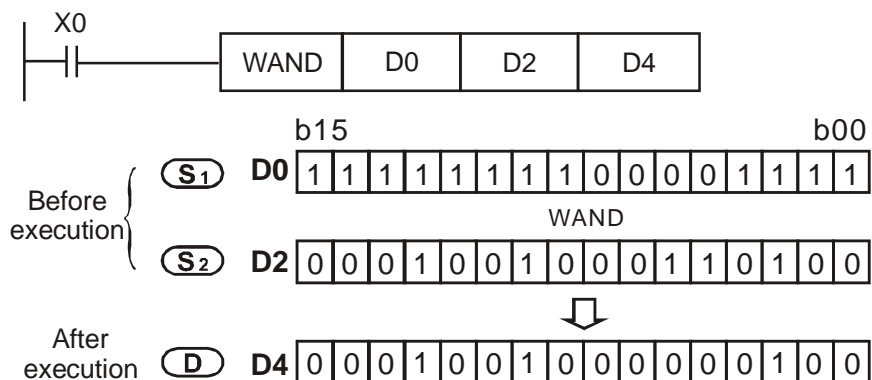 X0
WAND D0 D2 D4
b15 b00
S1 D0 1 1 1 1 1 1 1 1 0 0 0 0 1 1 1 1
Before
execution
WAND
S2 D2 0 0 0 1 0 0 1 0 0 0 1 1 0 1 0 0
After
execution
D D4 0 0 0 1 0 0 1 0 0 0 0 0 0 1 0 0